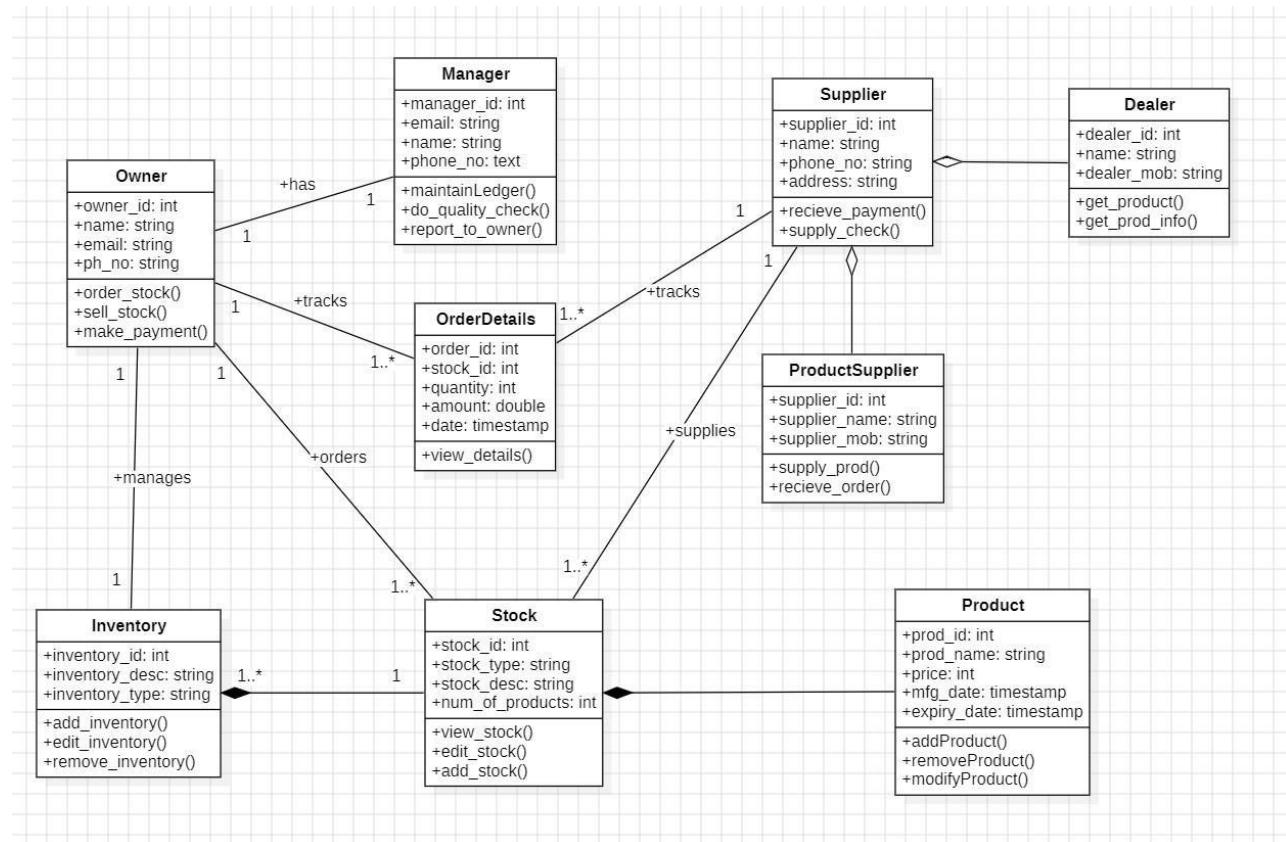 Manager
+manager_id: int
+email: string
+name: string
+phone_no: text
+maintainLedger()
+do_quality_check()
+report_to_owner()
Supplier
+supplier_id: int
+name: string
+phone_no: string
+address: string
+recieve_payment()
+supply_check()
Dealer
+dealer_id: int
+name: string
+dealer_mob: string
+get_product()
+get_prod_info()
Owner
+owner_id: int
+name: string
+email: string
+ph_no: string
+order_stock()
+sell_stock()
+make_payment()
+has
1
1
+tracks
1
1..*
OrderDetails
+order_id: int
+stock_id: int
+quantity: int
+amount: double
+date: timestamp
+view_details()
1
+tracks
1..*
1
+supplies
1..*
ProductSupplier
+supplier_id: int
+supplier_name: string
+supplier_mob: string
+supply_prod()
+recieve_order()
1
+manages
1
1
+orders
1..*
Inventory
+inventory_id: int
+inventory_desc: string
+inventory_type: string
+add_inventory()
+edit_inventory()
+remove_inventory()
1..*
1
Stock
+stock_id: int
+stock_type: string
+stock_desc: string
+num_of_products: int
+view_stock()
+edit_stock()
+add_stock()
Product
+prod_id: int
+prod_name: string
+price: int
+mfg_date: timestamp
+expiry_date: timestamp
+addProduct()
+removeProduct()
+modifyProduct()